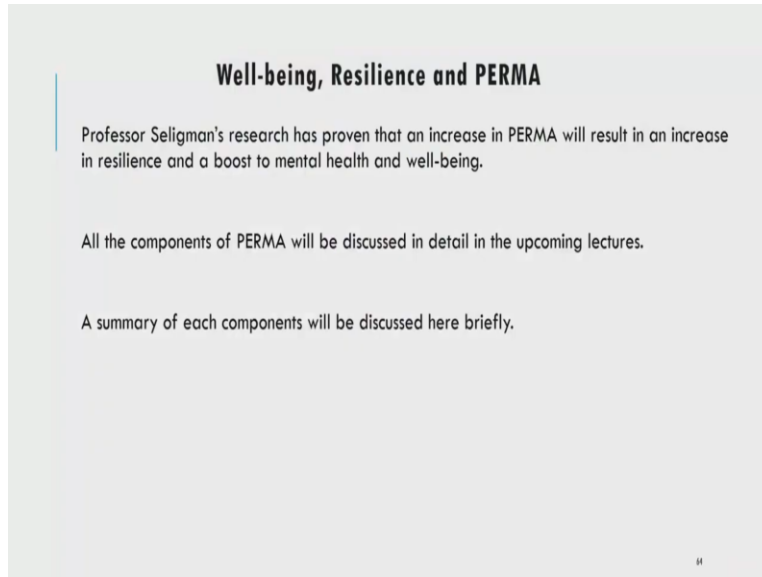 Well-being, Resilience and PERMA
Professor Seligman's research has proven that an increase in PERMA will result in an increase
in resilience and a boost to mental health and well-being.
All the components of PERMA will be discussed in detail in the upcoming lectures.
A summary of each components will be discussed here briefly.
64